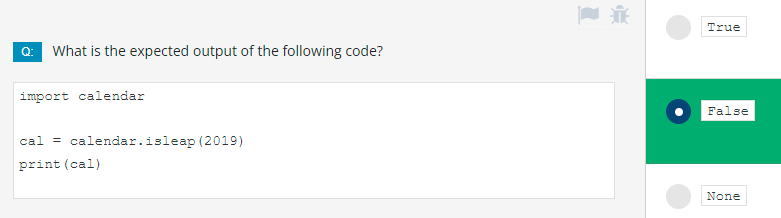 Q: What is the expected output of the following code?
import calendar
cal = calendar.isleap(2019)
print(cal)
True
False
None